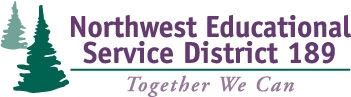 Northwest Educational
Service District 189
Together We Can